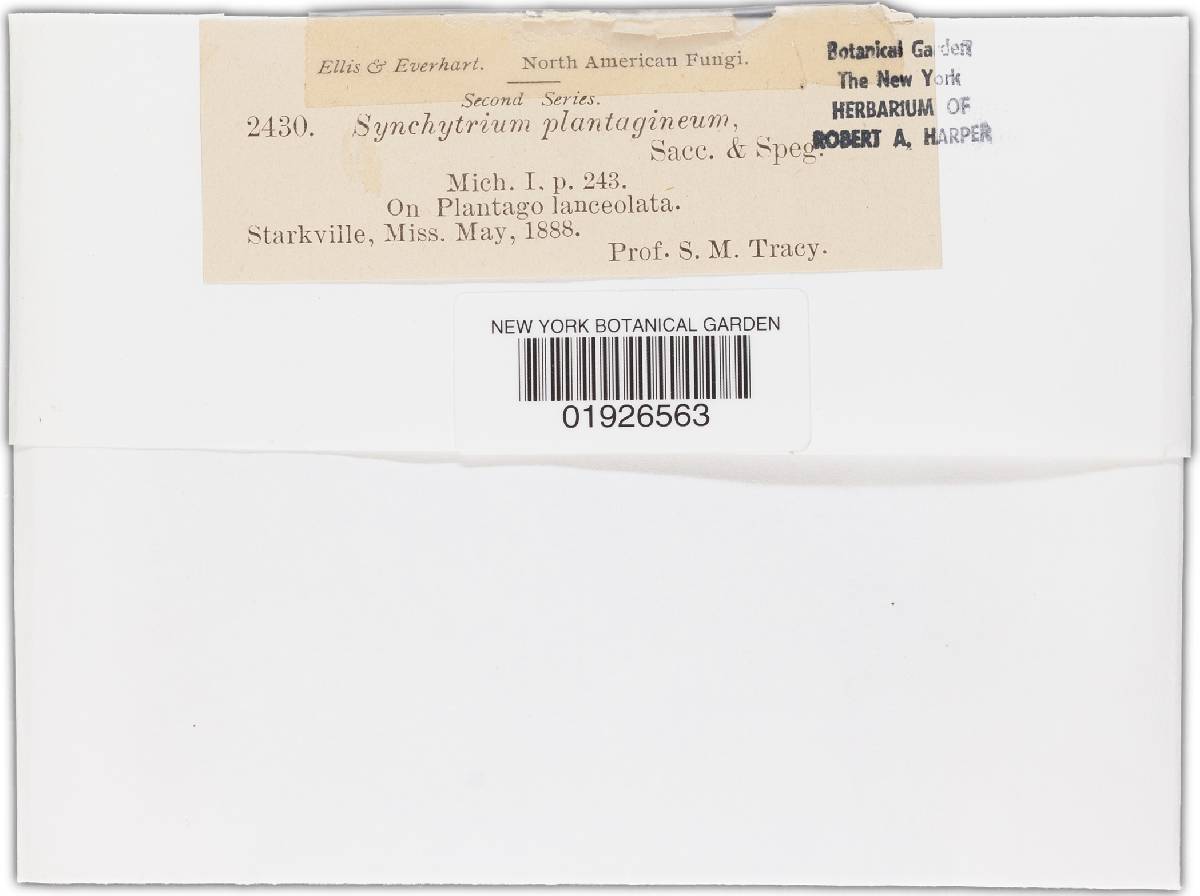 Ellis & Everhart. North American Fungi.
Second Series.
2430. Synchytrium plantagineum,
Sacc. & Speg.
Mich. I. p. 243.
On Plantago lanceolata.
Starkville, Miss. May, 1888.
Prof. S. M. Tracy.
Botanical Garden
The New York
HERBARIUM OF
ROBERT A. HARPER
NEW YORK BOTANICAL GARDEN
01926563